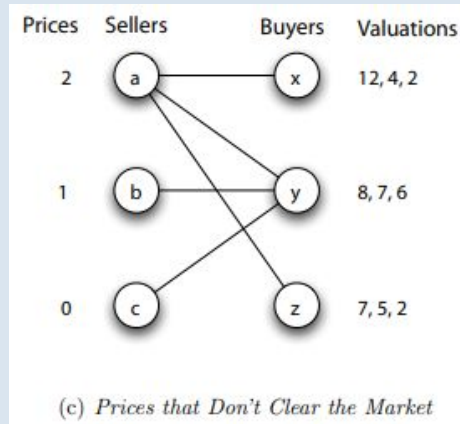 Prices Sellers Buyers Valuations
2 a x 12, 4, 2
1 b y 8, 7, 6
0 c z 7, 5, 2
(c) Prices that Don't Clear the Market